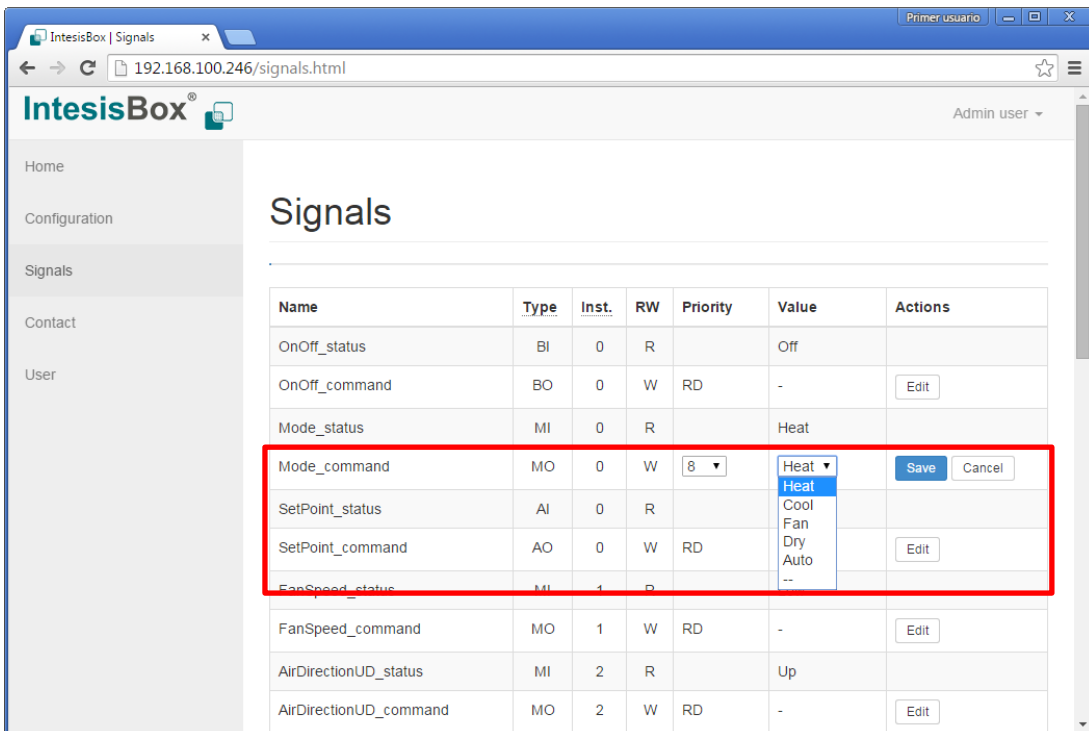 Primer usuario
IntesisBox | Signals
192.168.100.246/signals.html
IntesisBox®
Admin user
Home
Configuration
Signals
Contact
User
Signals
Name Type Inst. RW Priority Value Actions
OnOff_status BI 0 R Off
OnOff_command BO 0 W RD - Edit
Mode_status MI 0 R Heat
Mode_command MO 0 W 8 Heat Save Cancel
Heat
Cool
Fan
Dry
Auto
--
SetPoint_status AI 0 R
SetPoint_command AO 0 W RD Edit
FanSpeed_status MI 1 R
FanSpeed_command MO 1 W RD - Edit
AirDirectionUD_status MI 2 R Up
AirDirectionUD_command MO 2 W RD - Edit